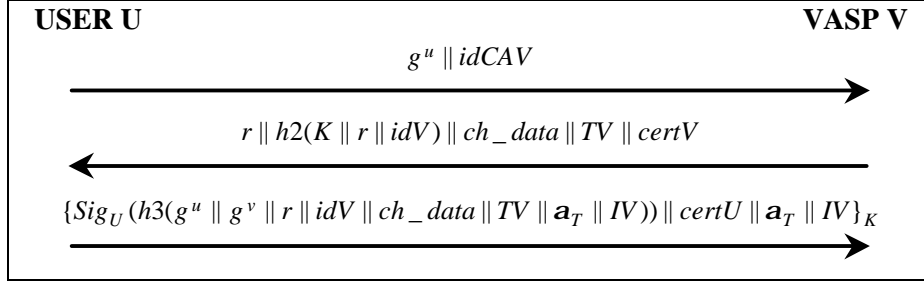 USER U VASP V
g^u || idCAV
r || h2(K || r || idV) || ch_data || TV || certV
{Sig_U (h3(g^u || g^v || r || idV || ch_data || TV || a_T || IV)) || certU || a_T || IV}_K